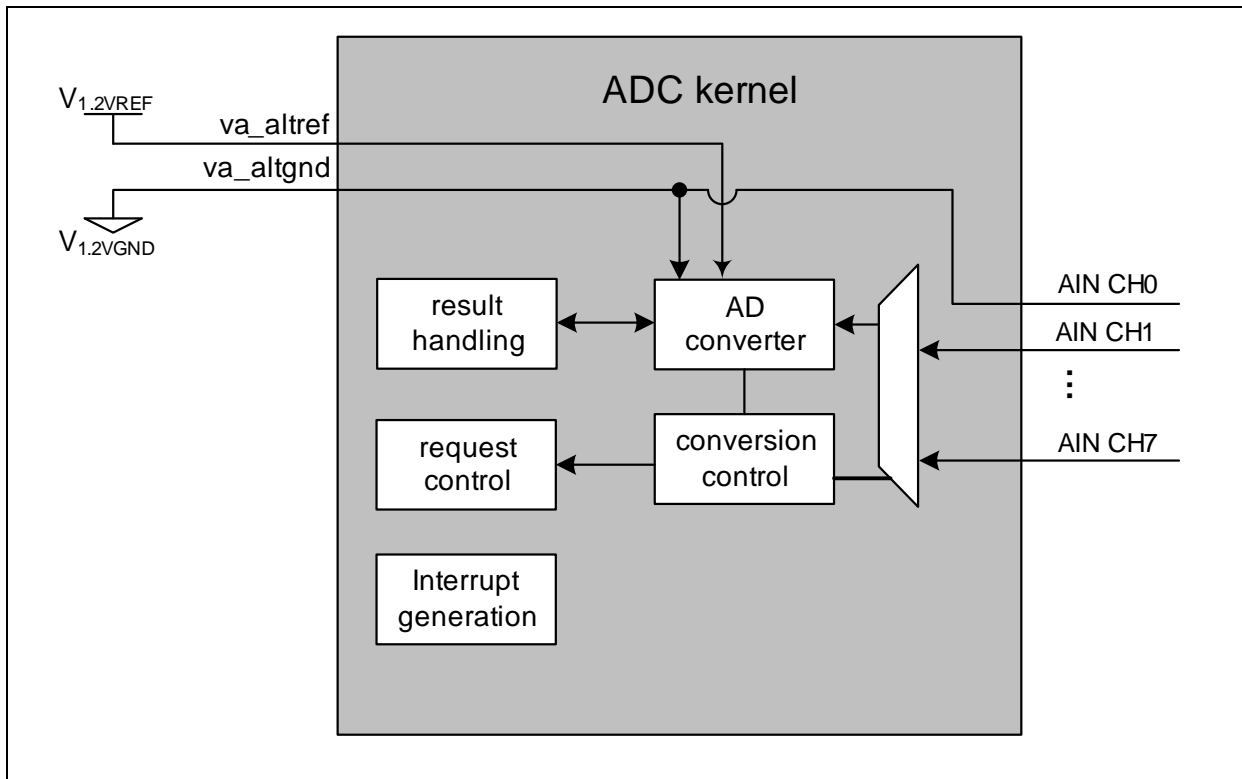 ADC kernel
V1.2VREF
va_altref
va_altgnd
V1.2VGND
result
handling
AD
converter
AIN CH0
AIN CH1
⋮
AIN CH7
request
control
conversion
control
Interrupt
generation